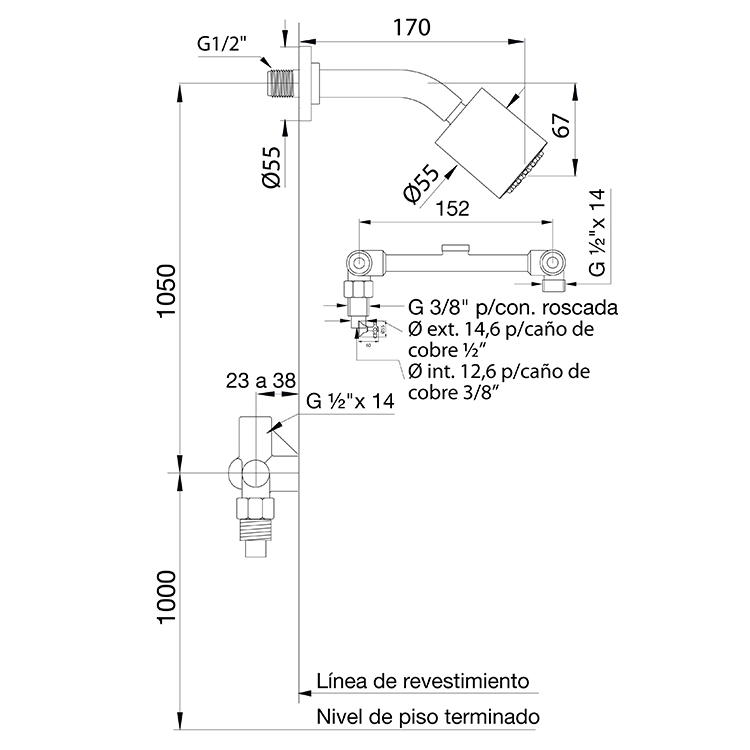 170
G1/2"
67
Ø55
Ø55
152
G ½"x 14
1050
G 3/8" p/con. roscada
Ø ext. 14,6 p/caño de
cobre ½”
Ø int. 12,6 p/caño de
cobre 3/8”
23 a 38
G ½"x 14
1000
Línea de revestimiento
Nivel de piso terminado